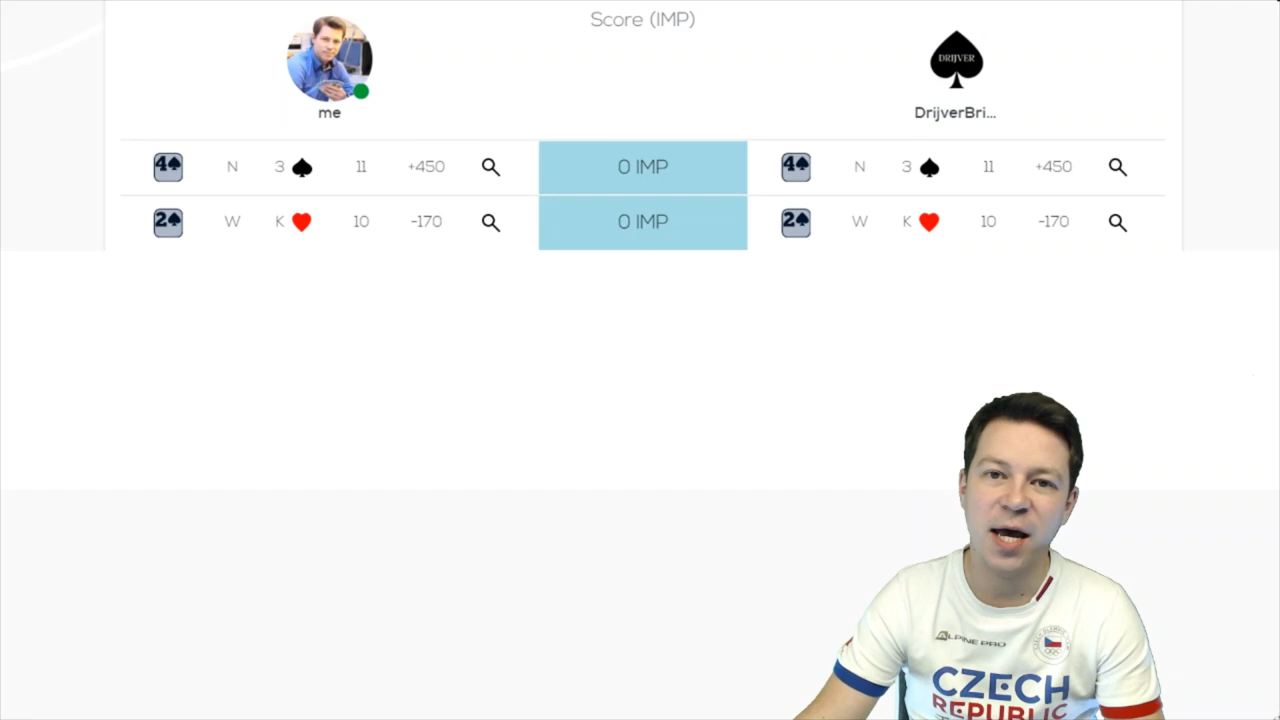 Score (IMP)
DRIJVER
me
DrijverBri...
4♠ N 3♠ 11 +450 0 IMP 4♠ N 3♠ 11 +450
2♠ W K♥ 10 -170 0 IMP 2♠ W K♥ 10 -170
ALPINE PRO
CZECH
REPUBLIC